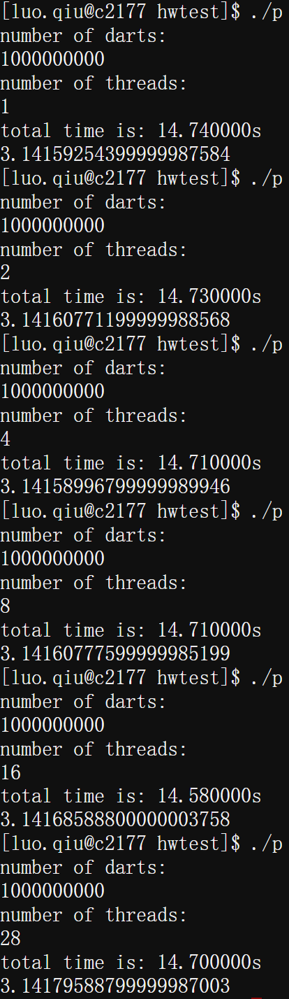 [luo.qiu@c2177 hwtest]$ ./p
number of darts:
1000000000
number of threads:
1
total time is: 14.740000s
3.14159254399999987584
[luo.qiu@c2177 hwtest]$ ./p
number of darts:
1000000000
number of threads:
2
total time is: 14.730000s
3.14160771199999988568
[luo.qiu@c2177 hwtest]$ ./p
number of darts:
1000000000
number of threads:
4
total time is: 14.710000s
3.14158996799999989946
[luo.qiu@c2177 hwtest]$ ./p
number of darts:
1000000000
number of threads:
8
total time is: 14.710000s
3.14160777599999985199
[luo.qiu@c2177 hwtest]$ ./p
number of darts:
1000000000
number of threads:
16
total time is: 14.580000s
3.14168588800000003758
[luo.qiu@c2177 hwtest]$ ./p
number of darts:
1000000000
number of threads:
28
total time is: 14.700000s
3.14179588799999987003